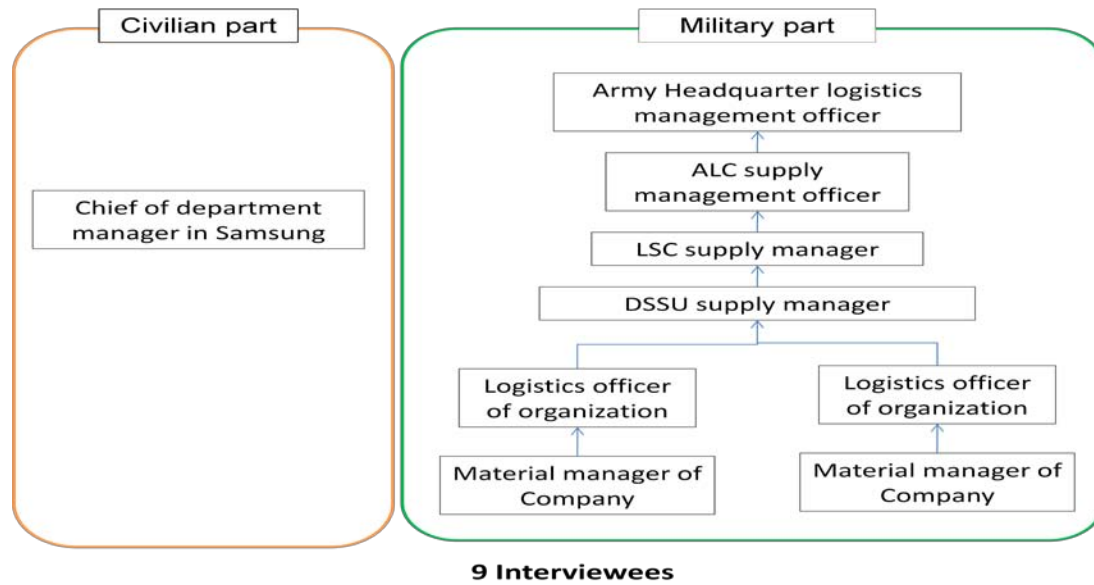 Civilian part
Military part
Chief of department
manager in Samsung
Army Headquarter logistics
management officer
ALC supply
management officer
LSC supply manager
DSSU supply manager
Logistics officer
of organization
Logistics officer
of organization
Material manager of
Company
Material manager of
Company
9 Interviewees